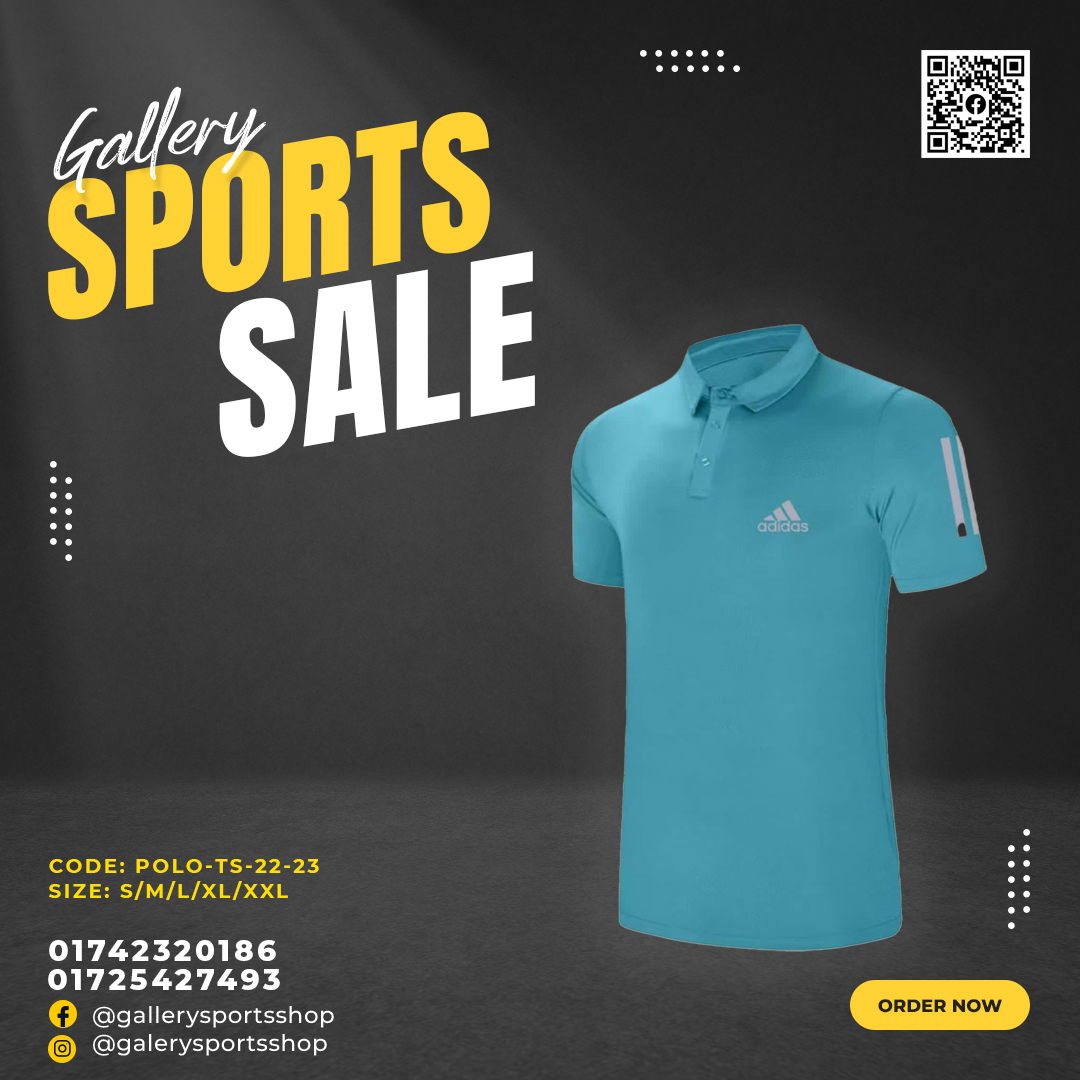 Gallery
SPORTS
SALE
adidas
CODE: POLO-TS-22-23
SIZE: S/M/L/XL/XXL
01742320186
01725427493
@gallerysportsshop
@galerysportsshop
ORDER NOW